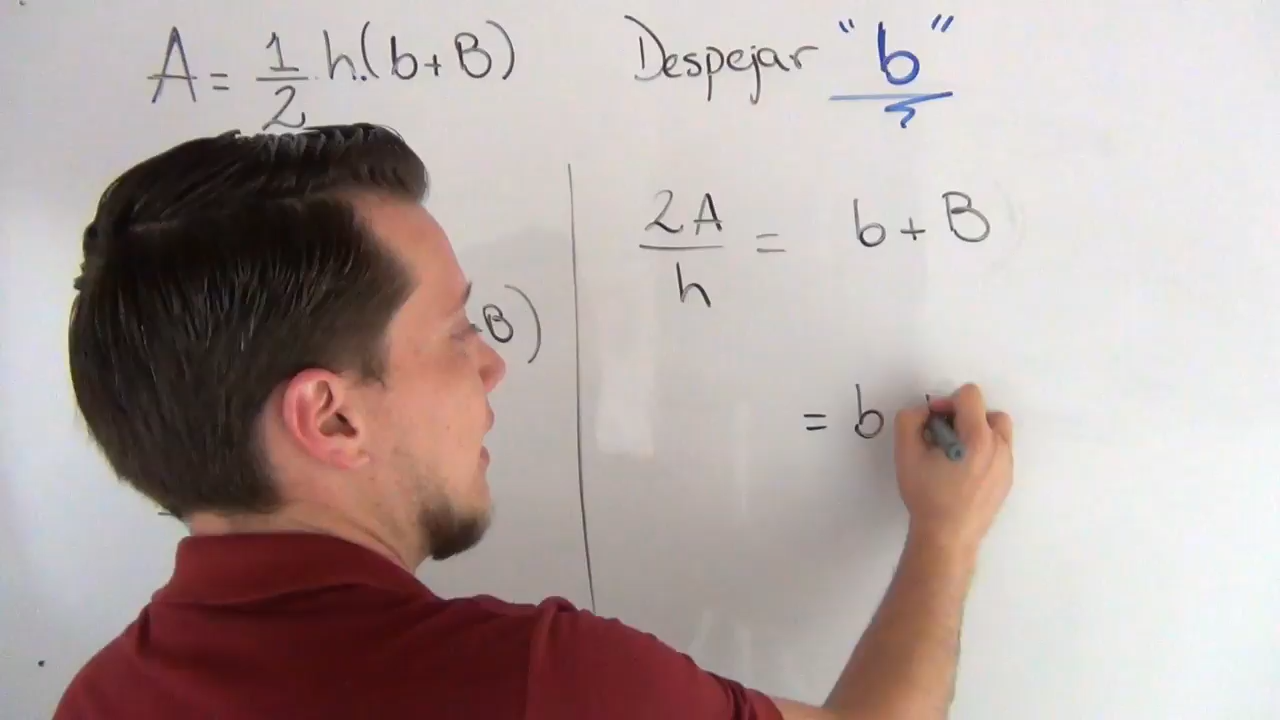 A = 1/2 h.(b+B)
Despejar "b"
B)
2A/h = b + B
= b